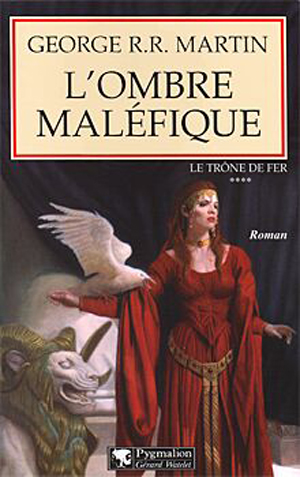 GEORGE R.R. MARTIN
L'OMBRE
MALÉFIQUE
LE TRÔNE DE FER
****
Roman
Pygmalion
Gérard Watelet